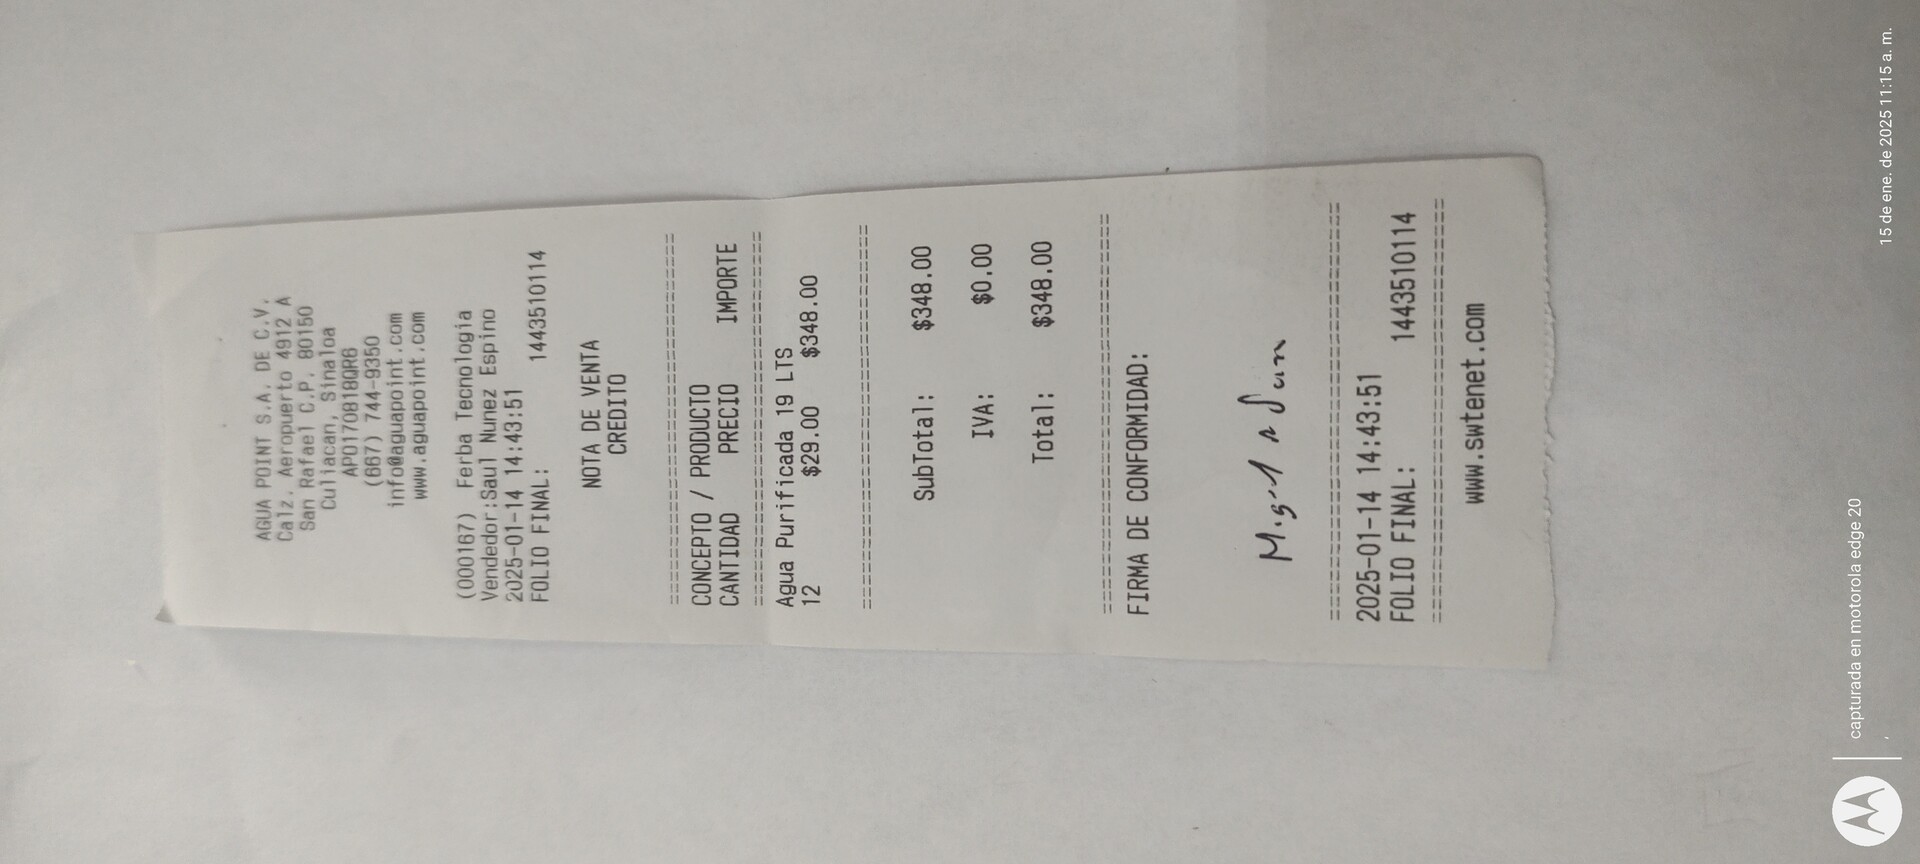 AGUA POINT S.A. DE C.V.
Calz. Aeropuerto 4912 A
San Rafael C.P. 80150
Culiacan, Sinaloa
APO170818QR6
(667) 744-9350
info@aguapoint.com
www.aguapoint.com
(000167) Ferba Tecnologia
Vendedor:Saul Nunez Espino
2025-01-14 14:43:51
FOLIO FINAL: 1443510114
NOTA DE VENTA
CREDITO
==============================
CONCEPTO / PRODUCTO
CANTIDAD PRECIO IMPORTE
==============================
Agua Purificada 19 LTS
12 $29.00 $348.00
==============================
SubTotal: $348.00
IVA: $0.00
Total: $348.00
==============================
FIRMA DE CONFORMIDAD:
==============================
2025-01-14 14:43:51
FOLIO FINAL: 1443510114
==============================
www.swtenet.com
capturada en motorola edge 20
15 de ene. de 2025 11:15 a. m.